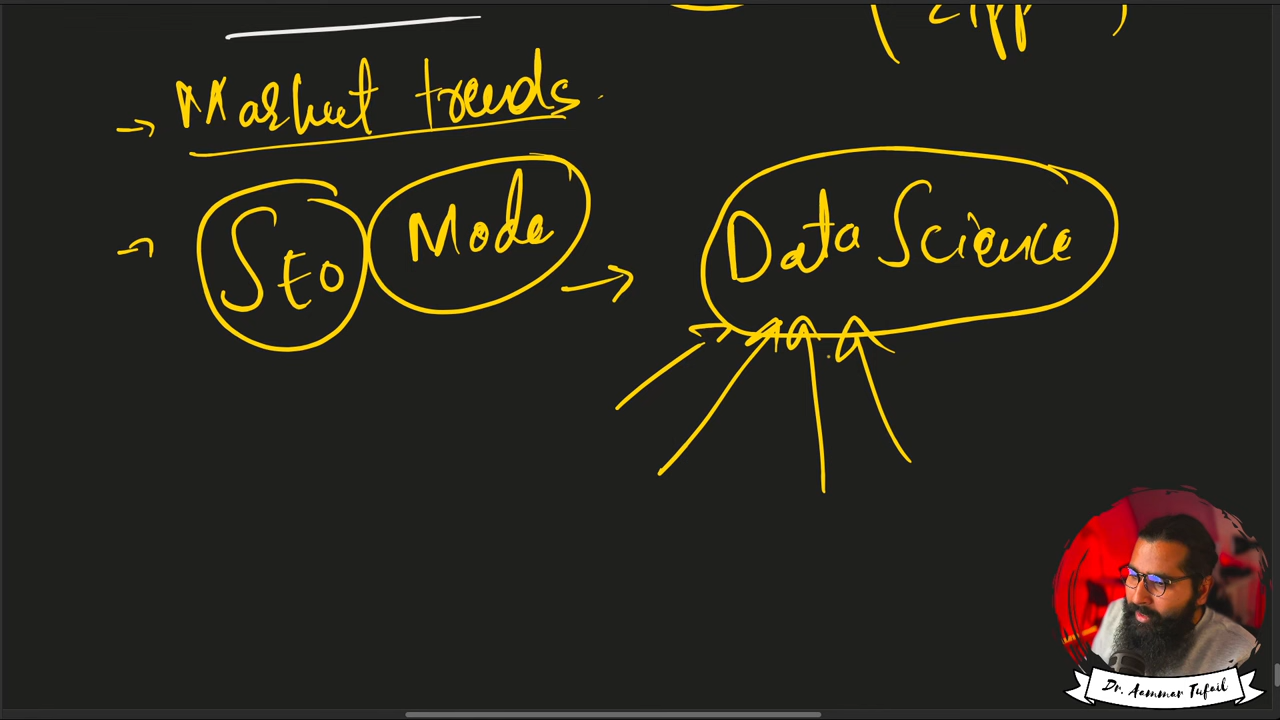 → Market trends
→ SEO Mode → Data Science
Dr. Aammar Tufail